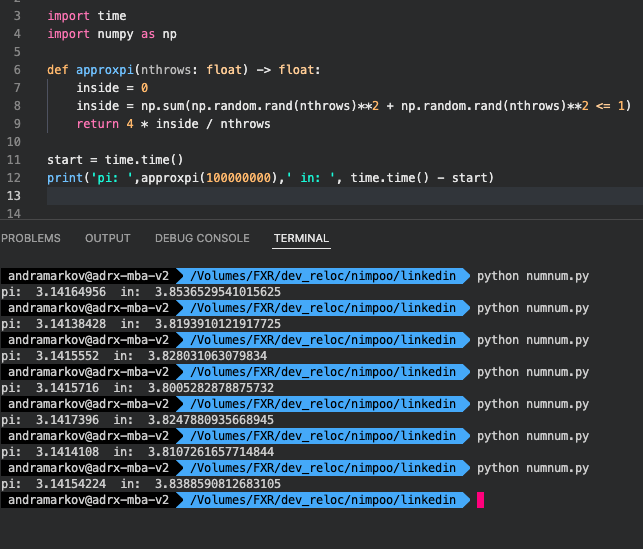 2
3 import time
4 import numpy as np
5
6 def approxpi(nthrows: float) -> float:
7 inside = 0
8 inside = np.sum(np.random.rand(nthrows)**2 + np.random.rand(nthrows)**2 <= 1)
9 return 4 * inside / nthrows
10
11 start = time.time()
12 print('pi: ',approxpi(100000000),' in: ', time.time() - start)
13
14
PROBLEMS OUTPUT DEBUG CONSOLE TERMINAL
andramarkov@adrx-mba-v2 /Volumes/FXR/dev_reloc/nimpoo/linkedin python numnum.py
pi: 3.14164956 in: 3.8536529541015625
andramarkov@adrx-mba-v2 /Volumes/FXR/dev_reloc/nimpoo/linkedin python numnum.py
pi: 3.14138428 in: 3.8193910121917725
andramarkov@adrx-mba-v2 /Volumes/FXR/dev_reloc/nimpoo/linkedin python numnum.py
pi: 3.1415552 in: 3.828031063079834
andramarkov@adrx-mba-v2 /Volumes/FXR/dev_reloc/nimpoo/linkedin python numnum.py
pi: 3.1415716 in: 3.8005282878875732
andramarkov@adrx-mba-v2 /Volumes/FXR/dev_reloc/nimpoo/linkedin python numnum.py
pi: 3.1417396 in: 3.8247880935668945
andramarkov@adrx-mba-v2 /Volumes/FXR/dev_reloc/nimpoo/linkedin python numnum.py
pi: 3.1414108 in: 3.8107261657714844
andramarkov@adrx-mba-v2 /Volumes/FXR/dev_reloc/nimpoo/linkedin python numnum.py
pi: 3.14154224 in: 3.8388590812683105
andramarkov@adrx-mba-v2 /Volumes/FXR/dev_reloc/nimpoo/linkedin